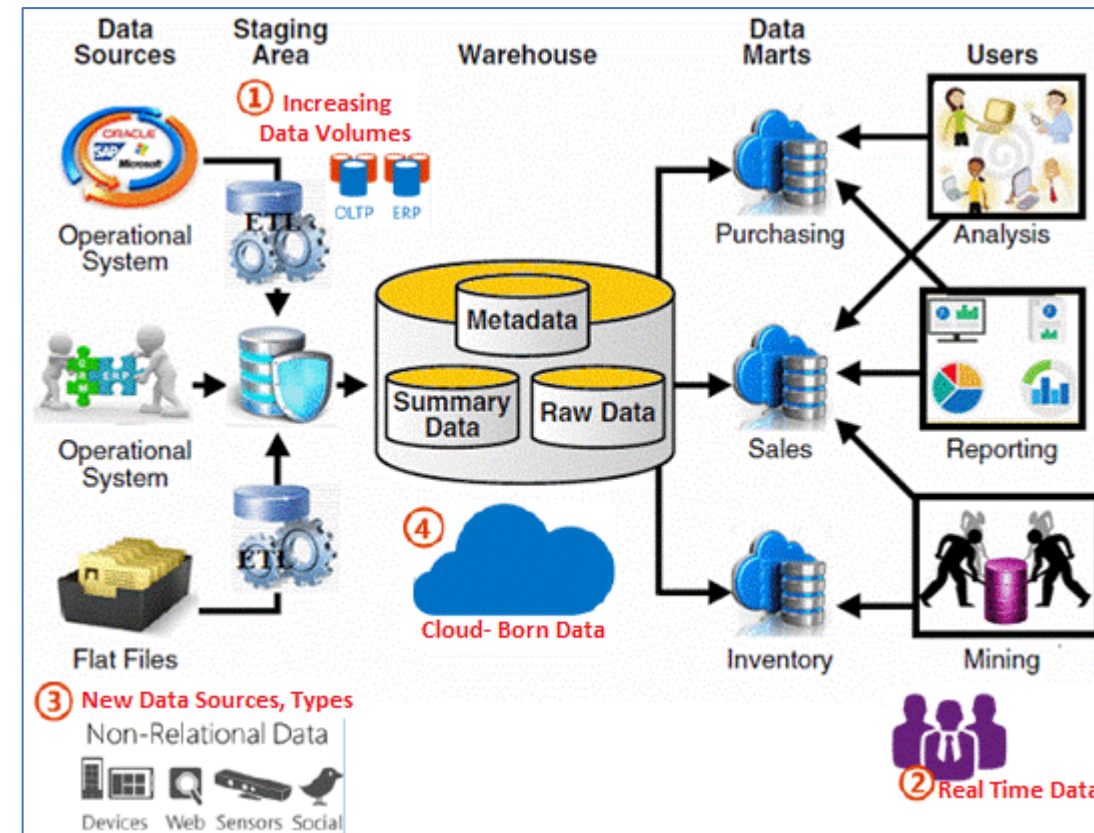 Data
Sources
Staging
Area
Warehouse
Data
Marts
Users
① Increasing
Data Volumes
ORACLE
SAP
Microsoft
OLTP ERP
ETL
Operational
System
Purchasing
Analysis
Metadata
Summary
Data
Raw Data
ERP
Operational
System
Sales
Reporting
ETL
④
Cloud- Born Data
Flat Files
Inventory
Mining
③ New Data Sources, Types
Non-Relational Data
Devices Web Sensors Social
② Real Time Data